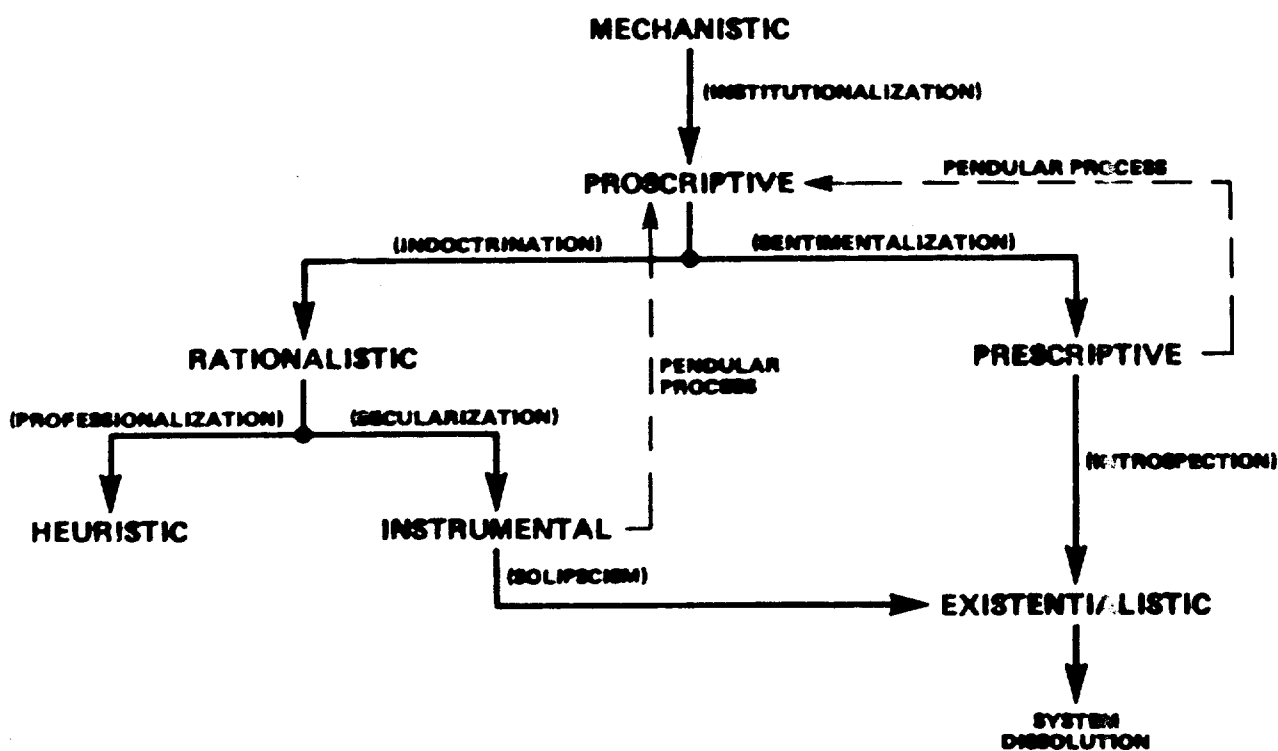 MECHANISTIC
(INSTITUTIONALIZATION)
PENDULAR PROCESS
PROSCRIPTIVE
(INDOCTRINATION)
(SENTIMENTALIZATION)
RATIONALISTIC
PRESCRIPTIVE
PENDULAR
PROCESS
(PROFESSIONALIZATION)
(SECULARIZATION)
(INTROSPECTION)
HEURISTIC
INSTRUMENTAL
(SOLIPSCISM)
EXISTENTIALISTIC
SYSTEM
DISSOLUTION